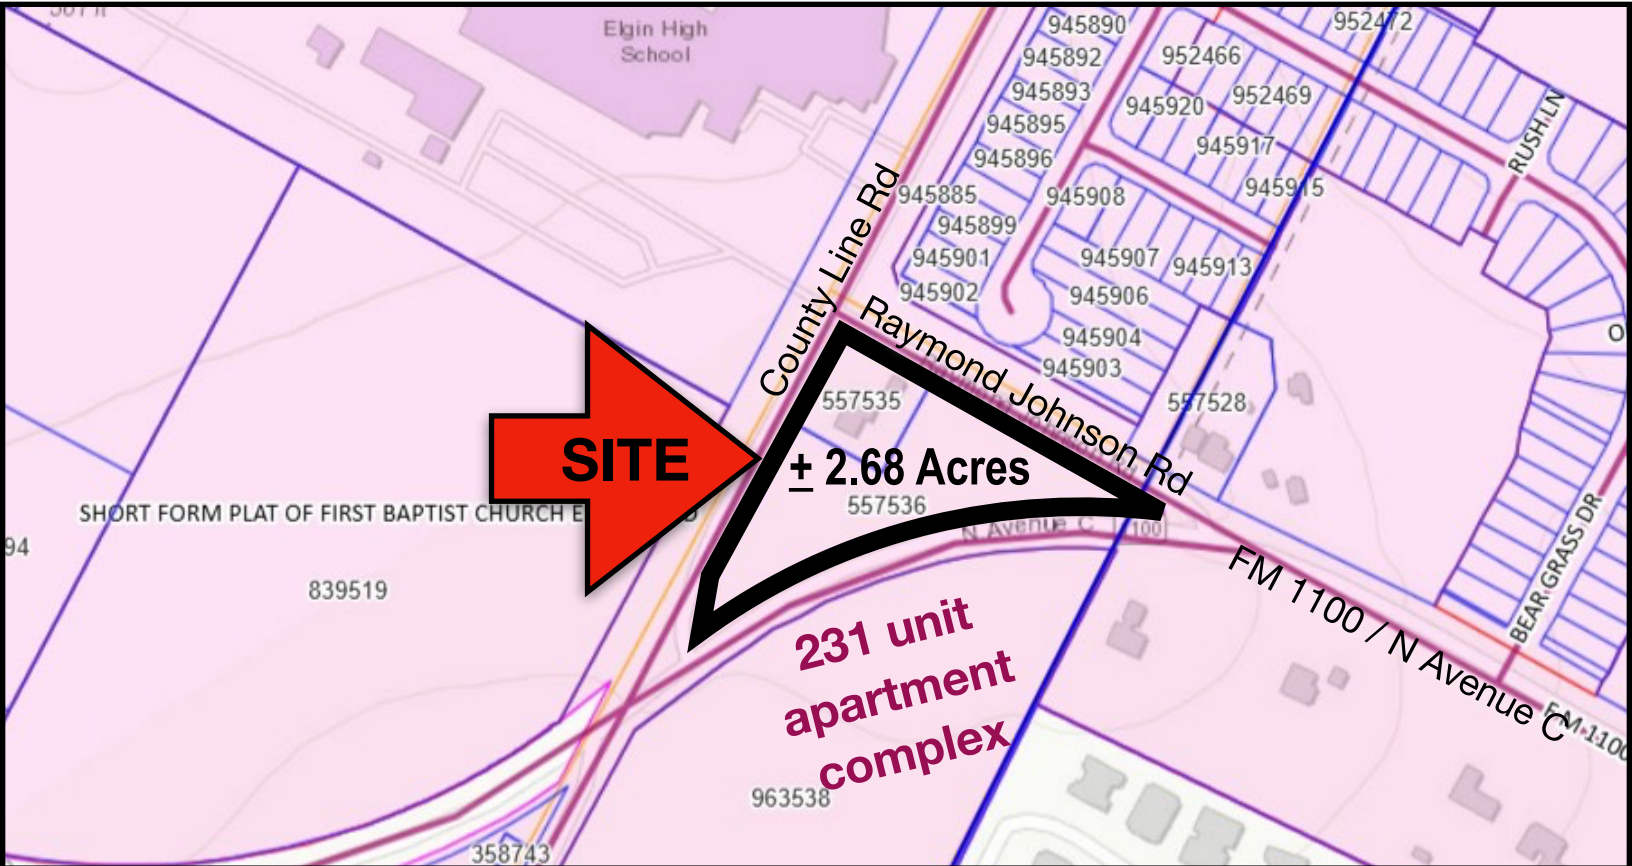 Elgin High
School
945890
945892
945893
945895
945896
945885
945899
945901
945902
952472
952466
952469
945920
945917
945915
945908
945907
945913
945906
945904
945903
RUSH LN
County Line Rd
Raymond Johnson Rd
557535
557528
SITE
± 2.68 Acres
557536
N Avenue C
100
SHORT FORM PLAT OF FIRST BAPTIST CHURCH E
D
94
839519
FM 1100 / N Avenue C
FM-1100
BEAR GRASS DR
O
231 unit
apartment
complex
963538
358743